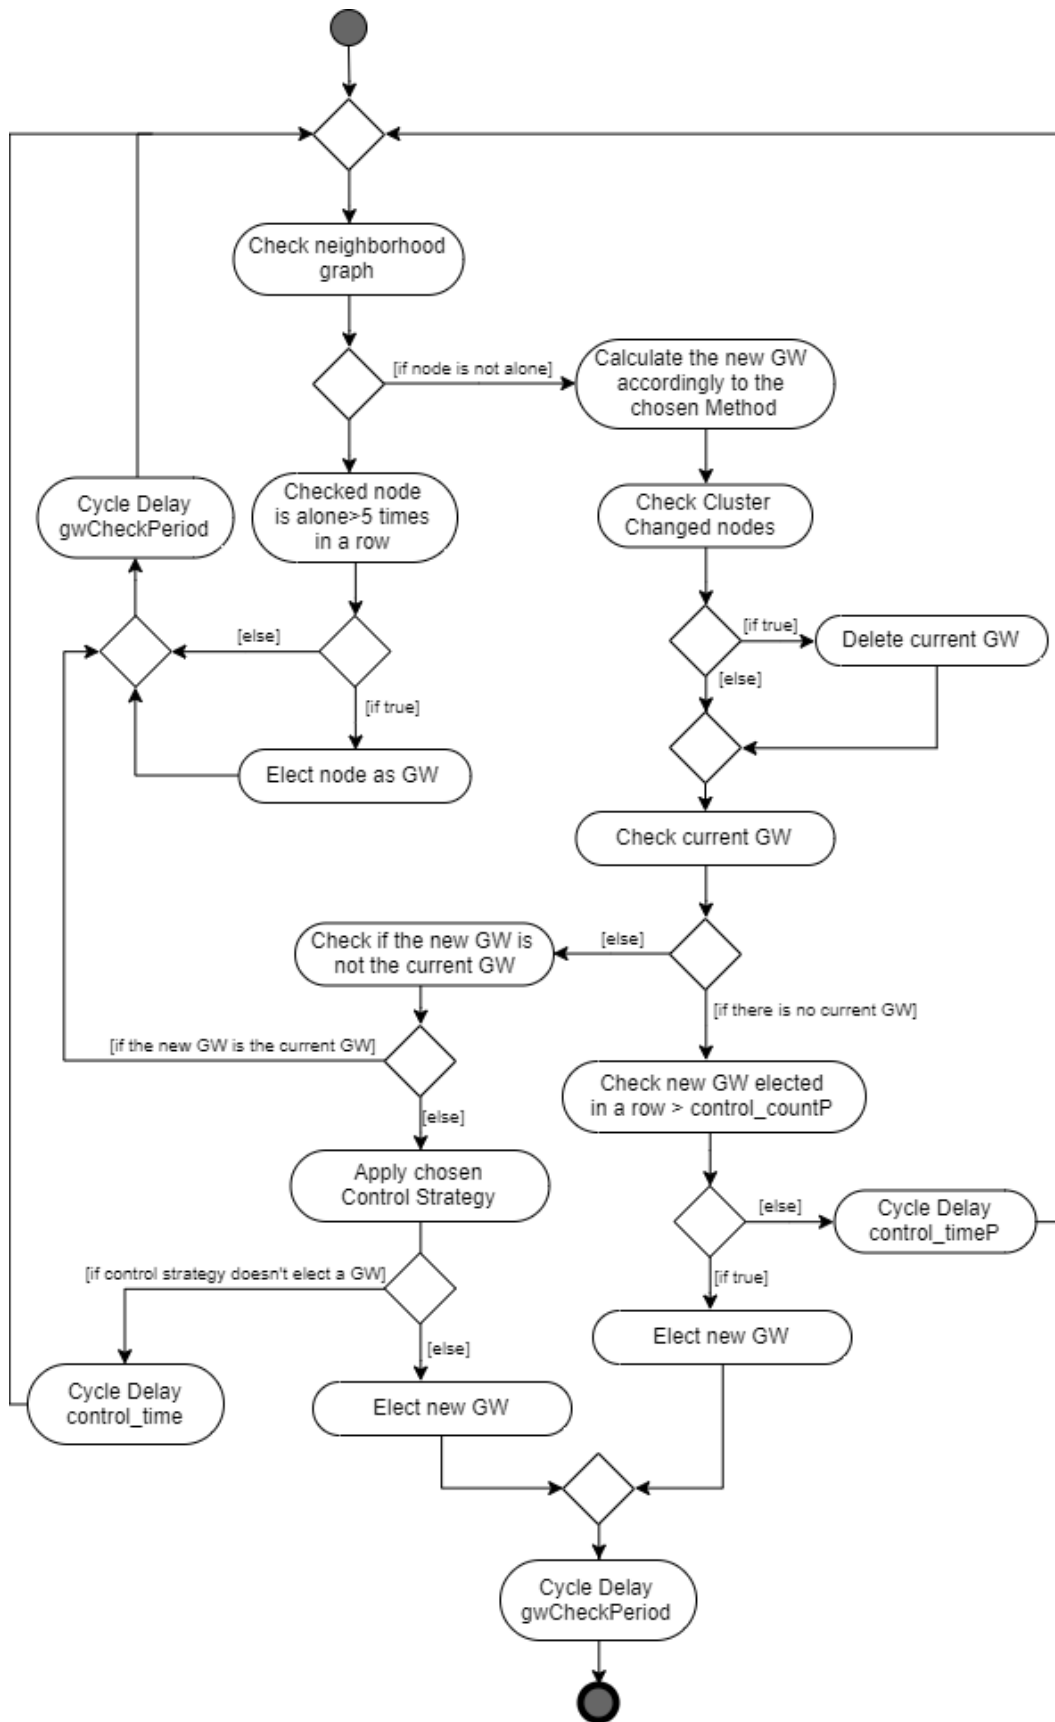 Check neighborhood
graph
[if node is not alone]
Calculate the new GW
accordingly to the
chosen Method
Cycle Delay
gwCheckPeriod
Checked node
is alone>5 times
in a row
Check Cluster
Changed nodes
[else]
[if true]
Delete current GW
[else]
[if true]
Elect node as GW
Check current GW
Check if the new GW is
not the current GW
[else]
[if there is no current GW]
[if the new GW is the current GW]
Check new GW elected
in a row > control_countP
[else]
Apply chosen
Control Strategy
[else]
Cycle Delay
control_timeP
[if control strategy doesn't elect a GW]
[if true]
Elect new GW
[else]
Cycle Delay
control_time
Elect new GW
Cycle Delay
gwCheckPeriod